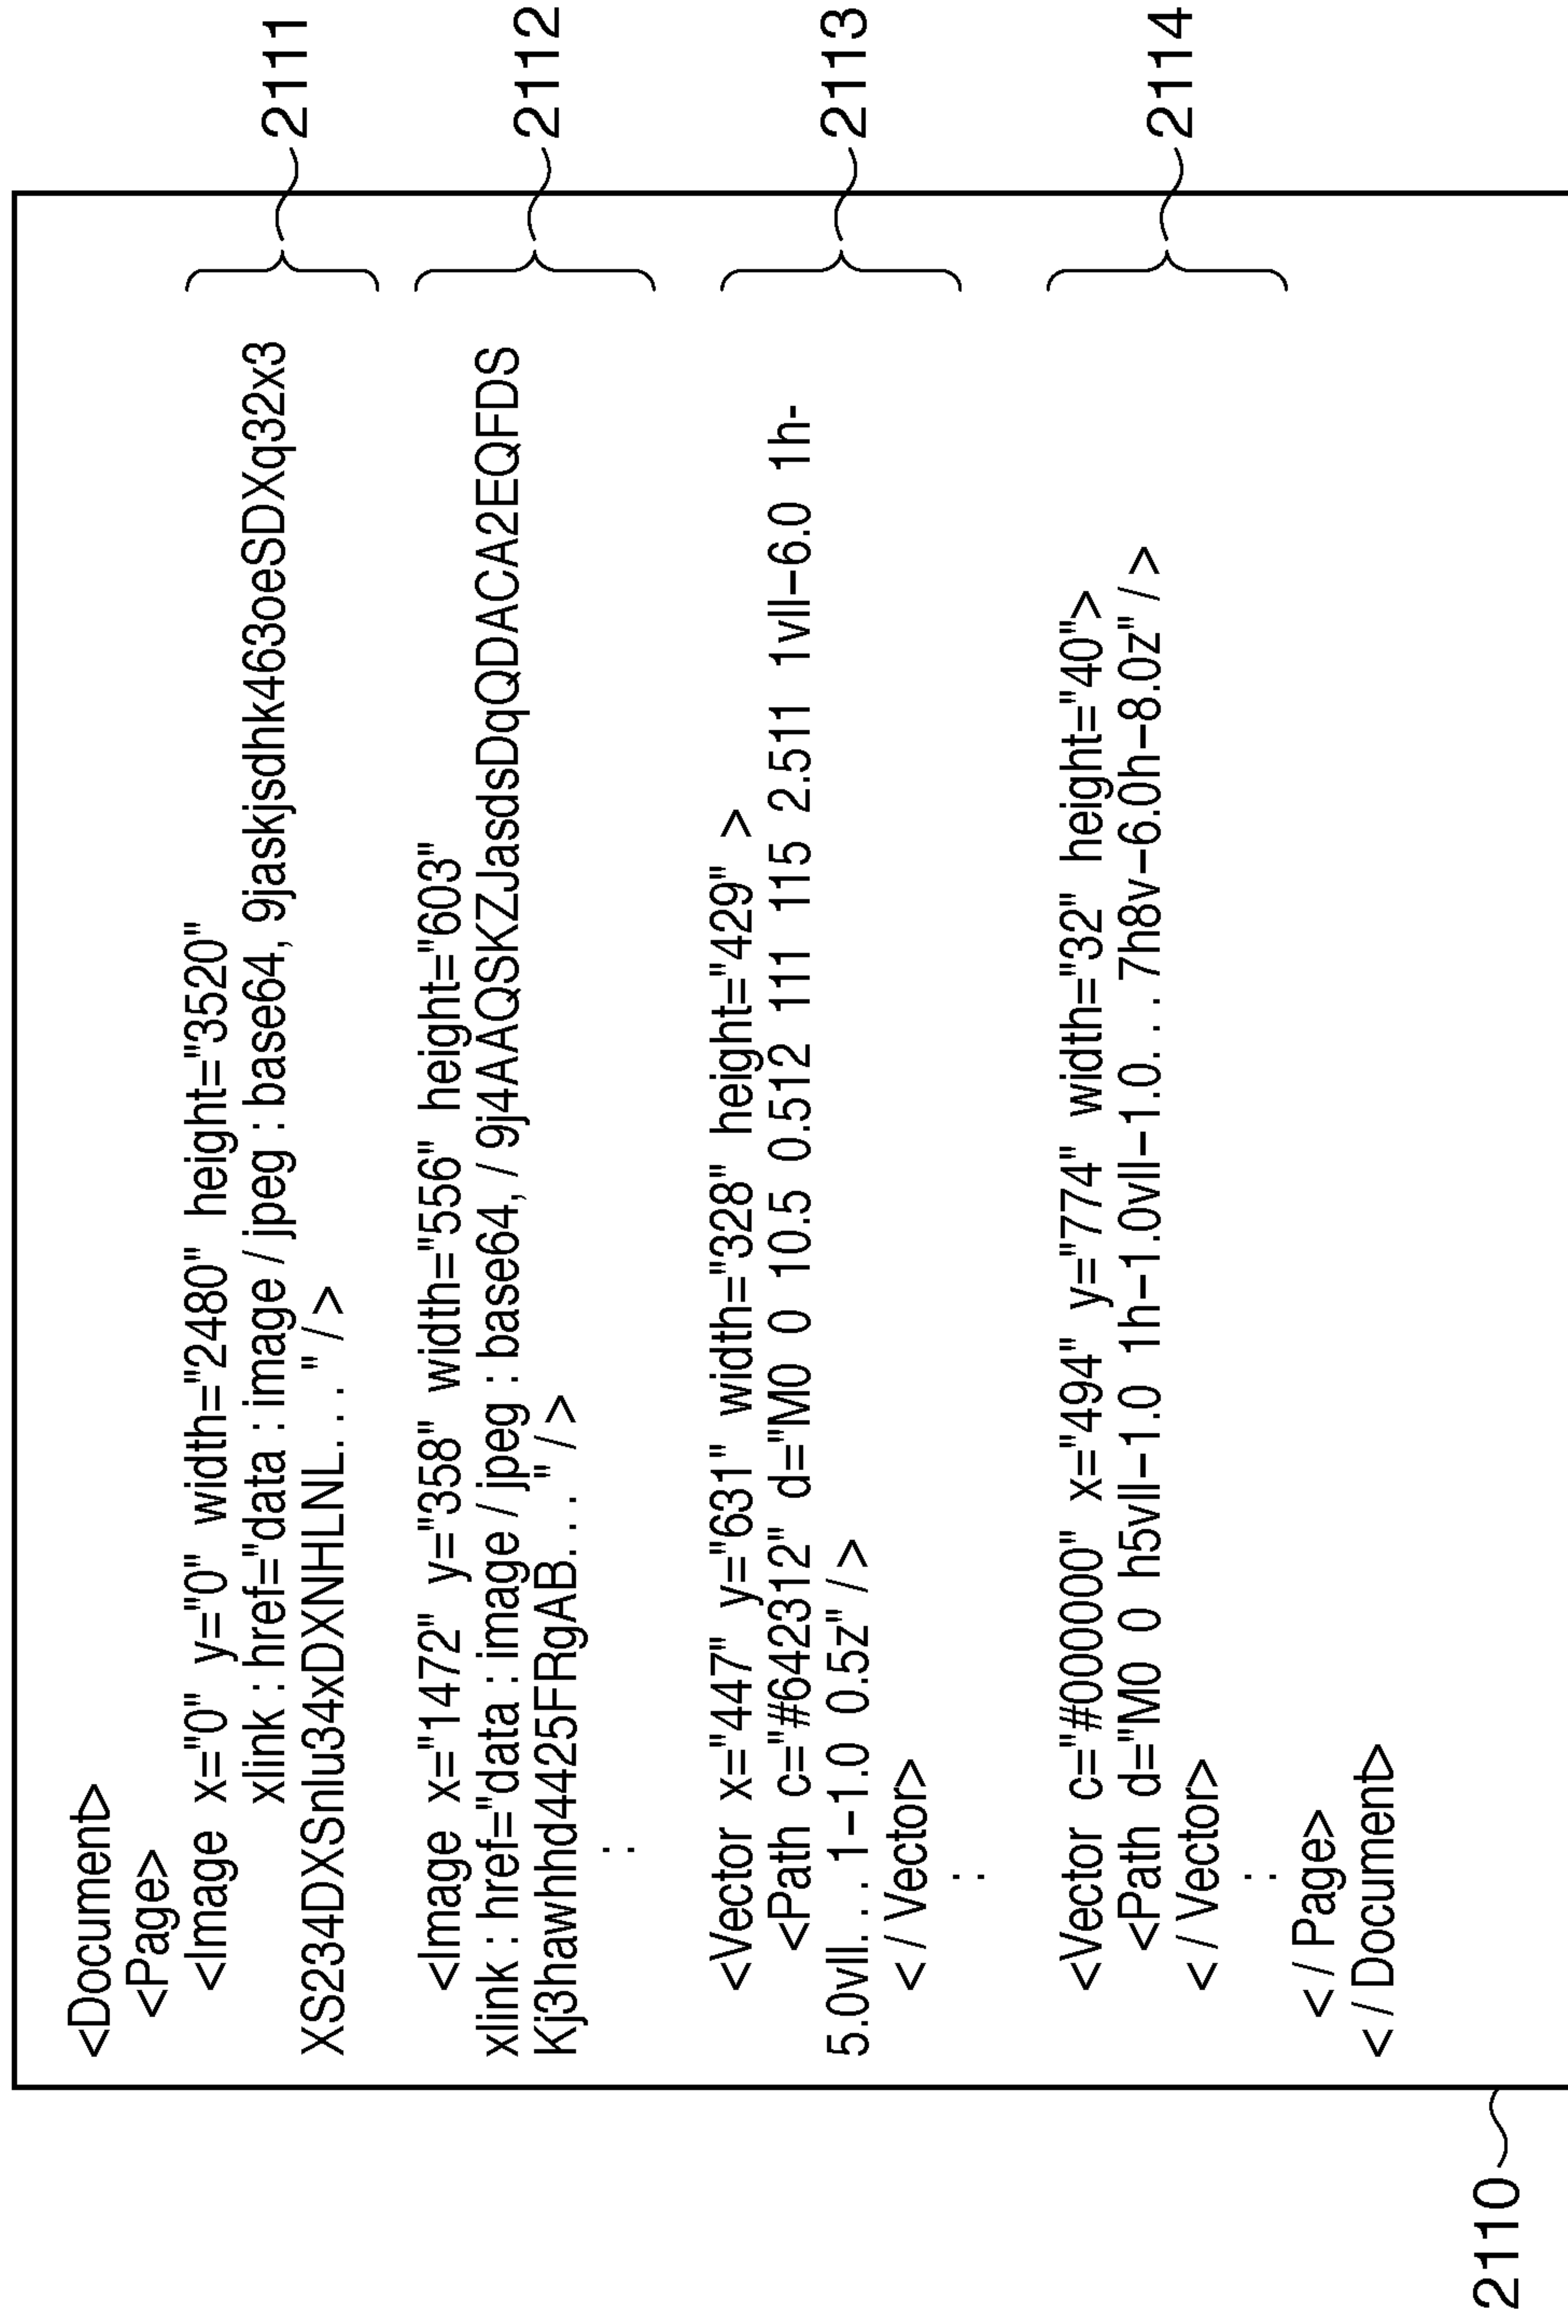 <Document>
<Page>
<Image x="0" y="0" width="2480" height="3520"
xlink : href="data : image / jpeg : base64, 9jaskjsdhk463oeSDXq32x3
XS234DXSnlu34xDXNHLNL. . . "/ >
2111
<Image x="1472" y="358" width="556" height="603"
xlink : href="data : image / jpeg : base64, / 9j4AAQSKZJasdsDqQDACA2EQFDS
Kj3hawhhd4425FRgAB. . . "/ >
:
2112
<Vector x="447" y="631" width="328" height="429" >
<Path c="#642312" d="M0 0 10.5 0.512 111 115 2.511 1vll-6.0 1h-
5.0vll. . . 1-1.0 0.5z" / >
< / Vector>
:
2113
<Vector c="#000000" x="494" y="774" width="32" height="40">
<Path d="M0 0 h5vll-1.0 1h-1.0vll-1.0. . . 7h8v-6.0h-8.0z" / >
< / Vector>
:
2114
< / Page>
< / Document>
2110